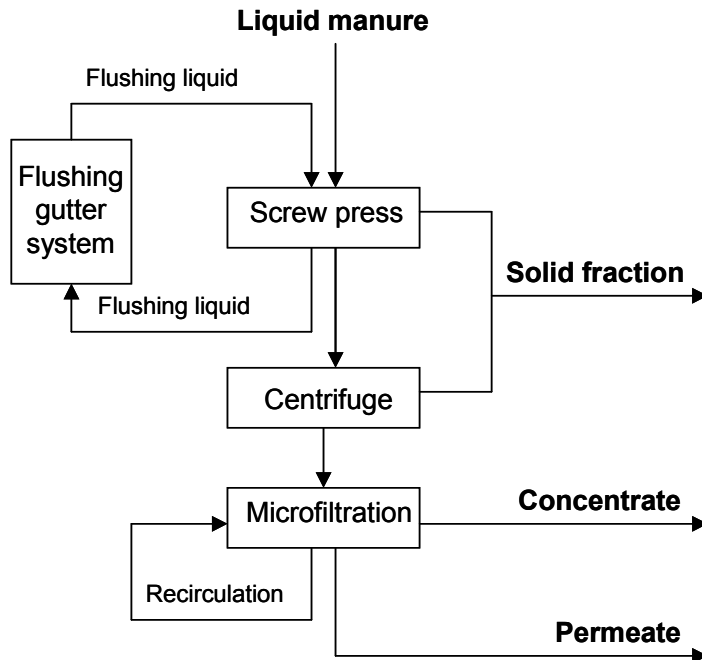 Liquid manure
Flushing liquid
Flushing
gutter
system
Screw press
Solid fraction
Flushing liquid
Centrifuge
Concentrate
Microfiltration
Recirculation
Permeate